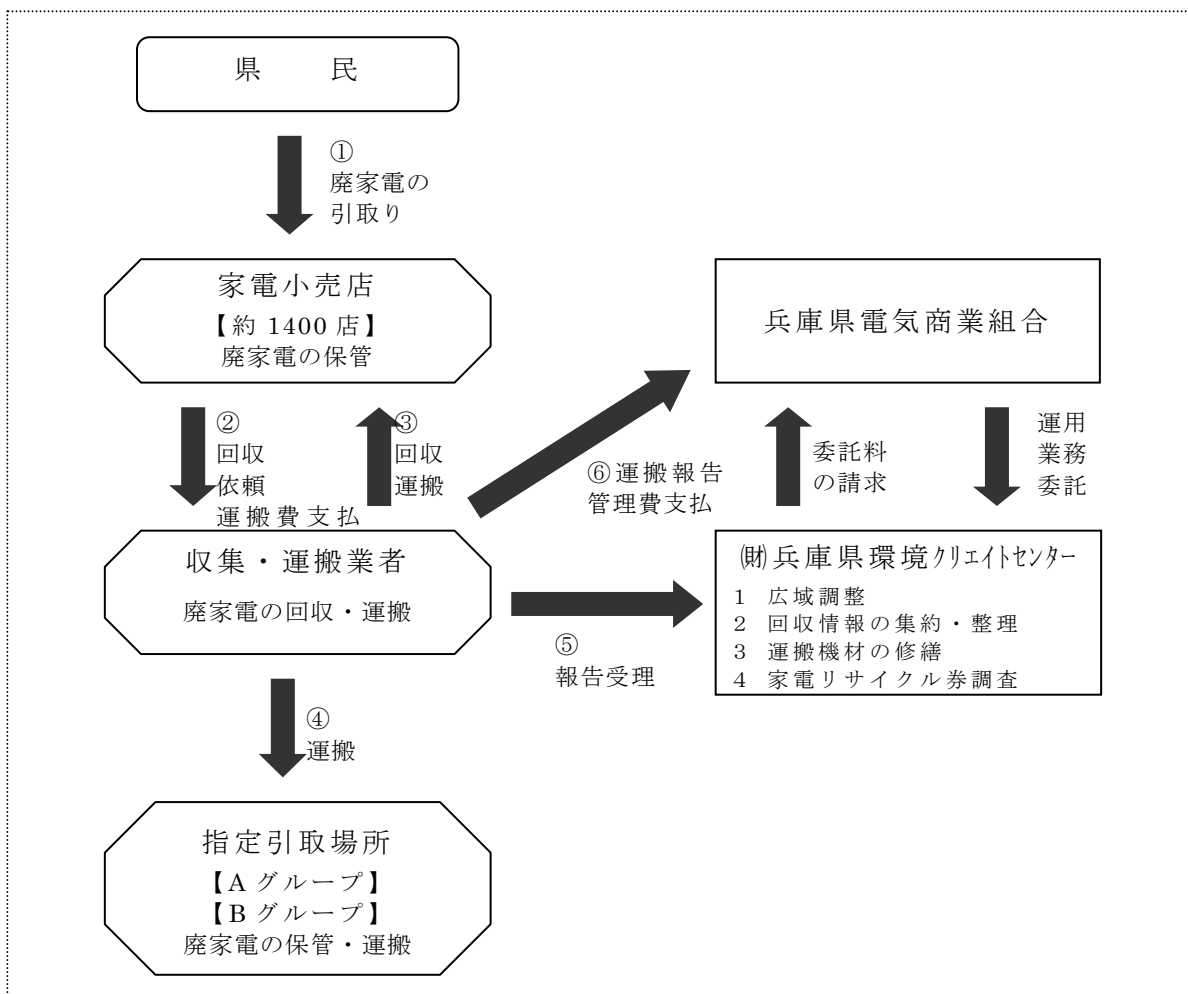 県　　民
①
廃家電の
引取り
家電小売店
【約 1400 店】
廃家電の保管
兵庫県電気商業組合
②
回収
依頼
運搬費支払
③
回収
運搬
⑥運搬報告
管理費支払
委託料
の請求
運用
業務
委託
収集・運搬業者
廃家電の回収・運搬
㈶兵庫県環境クリエイトセンター
1　広域調整
2　回収情報の集約・整理
3　運搬機材の修繕
4　家電リサイクル券調査
⑤
報告受理
④
運搬
指定引取場所
【A グループ】
【B グループ】
廃家電の保管・運搬